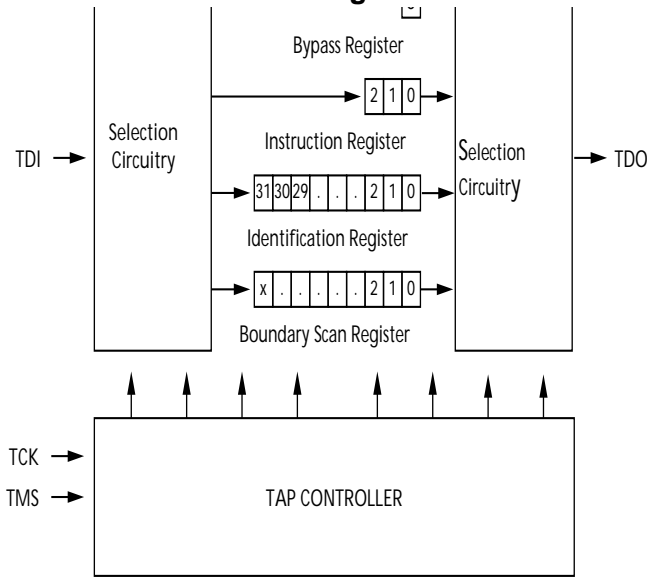 Bypass Register
2 1 0
Instruction Register
Selection
Circuitry
Selection
Circuitry
TDI
TDO
31 30 29 . . . 2 1 0
Identification Register
x . . . . . 2 1 0
Boundary Scan Register
TCK
TMS
TAP CONTROLLER